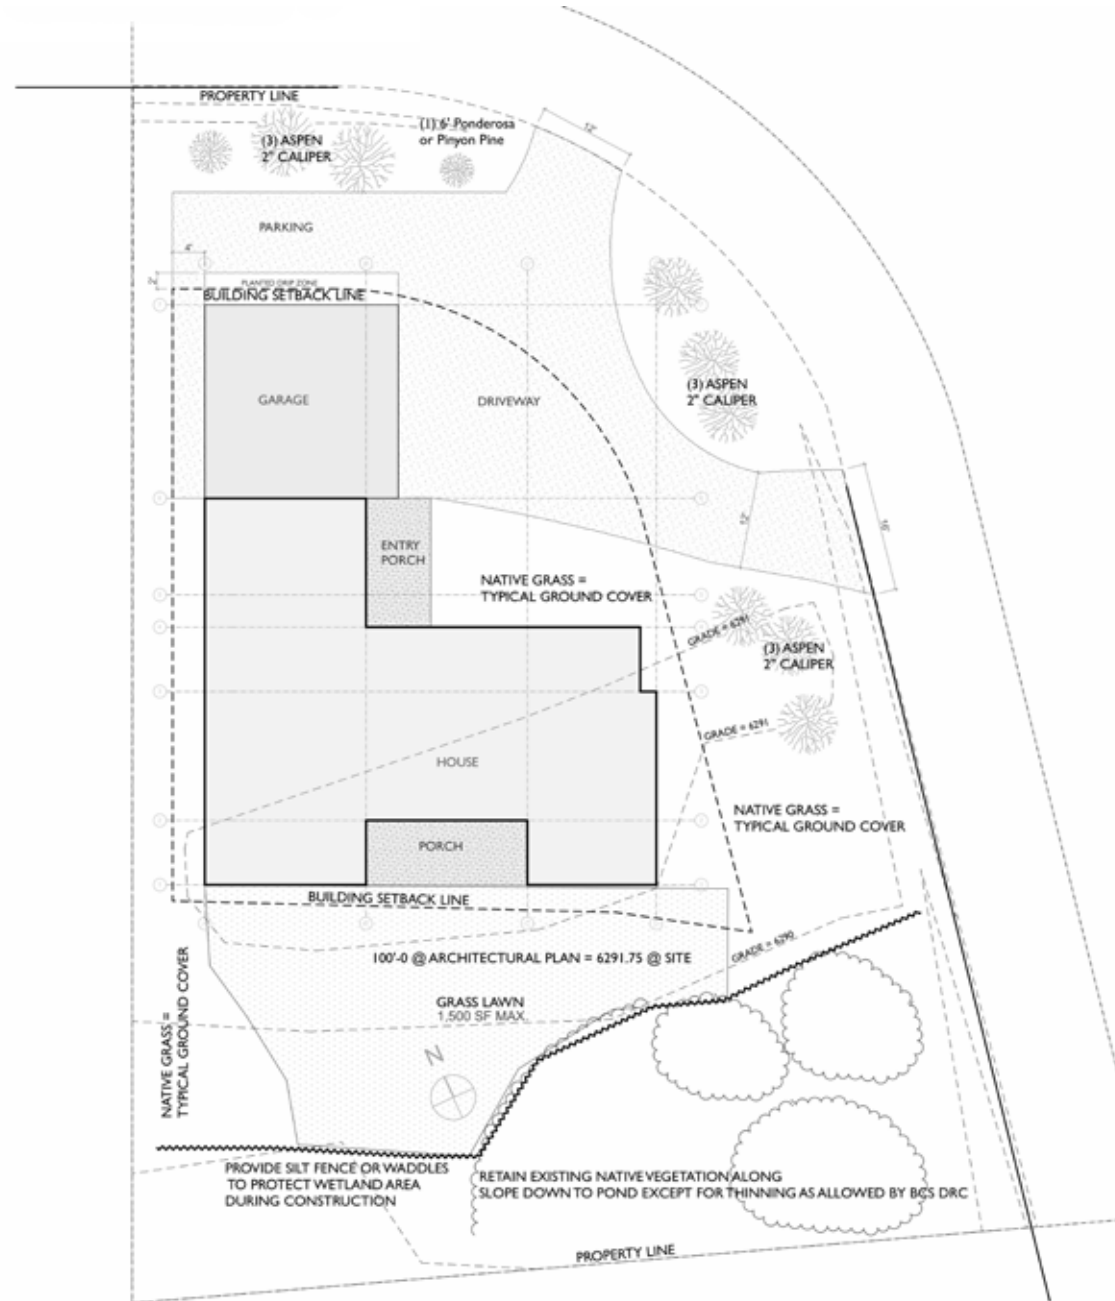 PROPERTY LINE
(1) 6' Ponderosa
or Pinyon Pine
12'
(3) ASPEN
2" CALIPER
PARKING
4'
2'
PLANTED DRIP ZONE
BUILDING SETBACK LINE
GARAGE
DRIVEWAY
(3) ASPEN
2" CALIPER
12'
16'
ENTRY
PORCH
NATIVE GRASS =
TYPICAL GROUND COVER
GRADE = 6291
(3) ASPEN
2" CALIPER
GRADE = 6291
HOUSE
NATIVE GRASS =
TYPICAL GROUND COVER
PORCH
BUILDING SETBACK LINE
GRADE = 6290
100'-0 @ ARCHITECTURAL PLAN = 6291.75 @ SITE
GRASS LAWN
1,500 SF MAX.
NATIVE GRASS =
TYPICAL GROUND COVER
N
PROVIDE SILT FENCE OR WADDLES
TO PROTECT WETLAND AREA
DURING CONSTRUCTION
RETAIN EXISTING NATIVE VEGETATION ALONG
SLOPE DOWN TO POND EXCEPT FOR THINNING AS ALLOWED BY BCS DRC
PROPERTY LINE